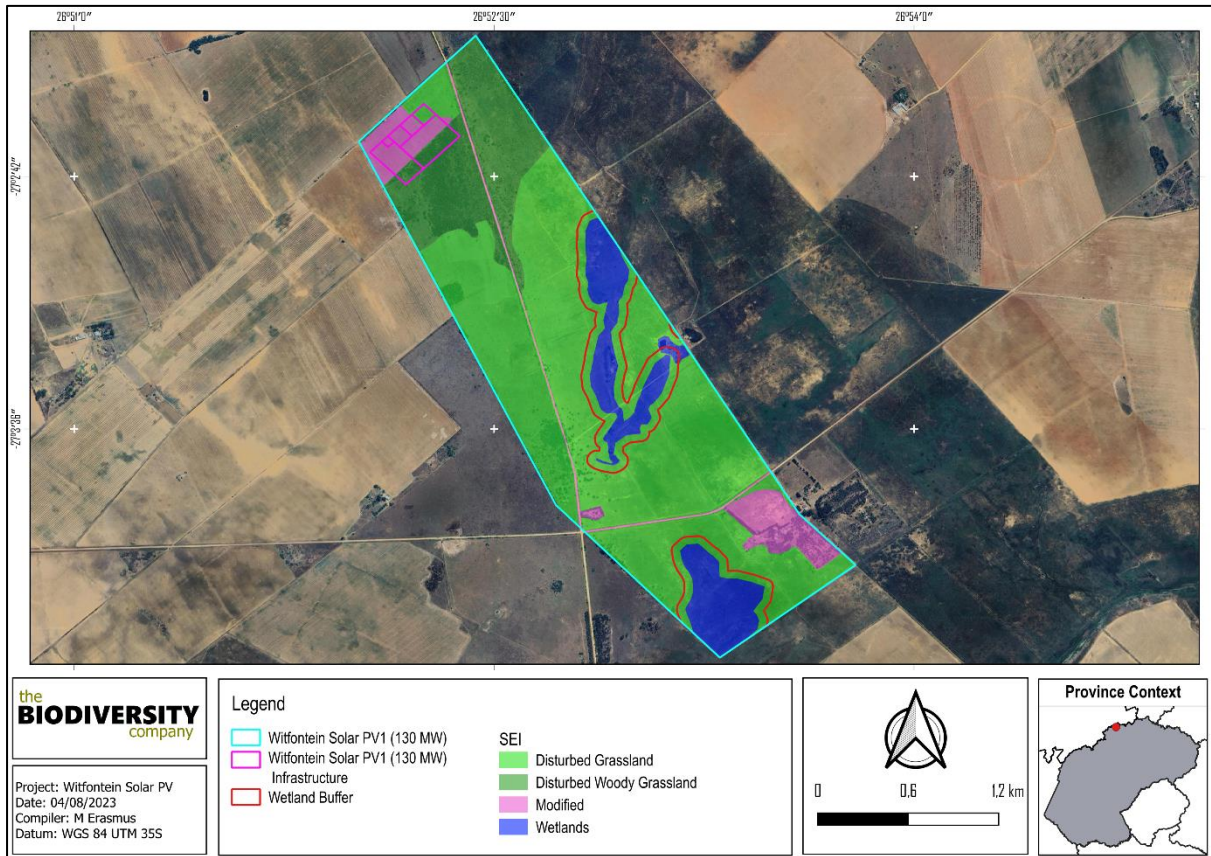 26°51'0"
26°52'30"
26°54'0"
-27°2'42"
-27°3'36"
the
BIODIVERSITY
company
Project: Witfontein Solar PV
Date: 04/08/2023
Compiler: M Erasmus
Datum: WGS 84 UTM 35S
Legend
Witfontein Solar PV1 (130 MW)
Witfontein Solar PV1 (130 MW)
Infrastructure
Wetland Buffer
SEI
Disturbed Grassland
Disturbed Woody Grassland
Modified
Wetlands
0
0,6
1,2 km
Province Context